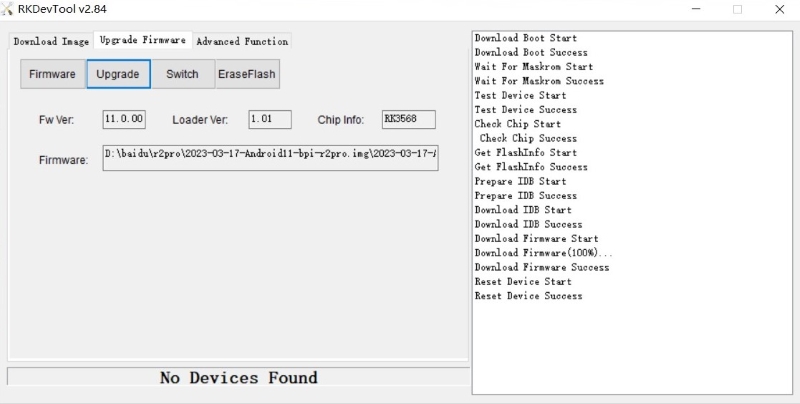 RKDevTool v2.84
Download Image Upgrade Firmware Advanced Function
Firmware Upgrade Switch EraseFlash
Fw Ver: 11.0.00 Loader Ver: 1.01 Chip Info: RK3568
Firmware: D:\baidu\r2pro\2023-03-17-Android11-bpi-r2pro.img\2023-03-17-A
No Devices Found
Download Boot Start
Download Boot Success
Wait For Maskrom Start
Wait For Maskrom Success
Test Device Start
Test Device Success
Check Chip Start
Check Chip Success
Get FlashInfo Start
Get FlashInfo Success
Prepare IDB Start
Prepare IDB Success
Download IDB Start
Download IDB Success
Download Firmware Start
Download Firmware(100%)...
Download Firmware Success
Reset Device Start
Reset Device Success